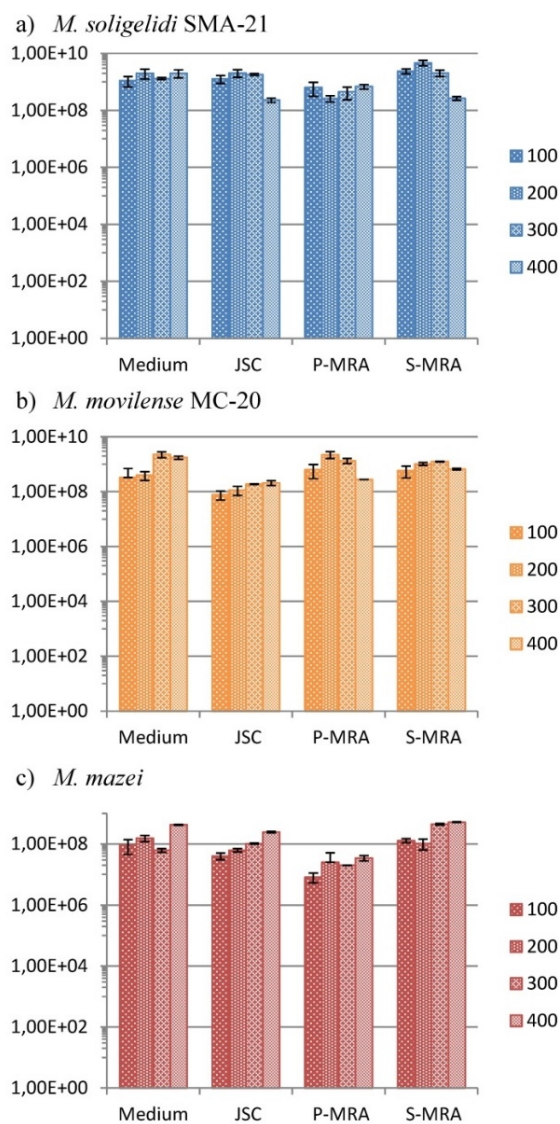 a) M. soligelidi SMA-21
1,00E+10
1,00E+08
1,00E+06
1,00E+04
1,00E+02
1,00E+00
Medium JSC P-MRA S-MRA
100
200
300
400
b) M. movilense MC-20
1,00E+10
1,00E+08
1,00E+06
1,00E+04
1,00E+02
1,00E+00
Medium JSC P-MRA S-MRA
100
200
300
400
c) M. mazei
1,00E+08
1,00E+06
1,00E+04
1,00E+02
1,00E+00
Medium JSC P-MRA S-MRA
100
200
300
400